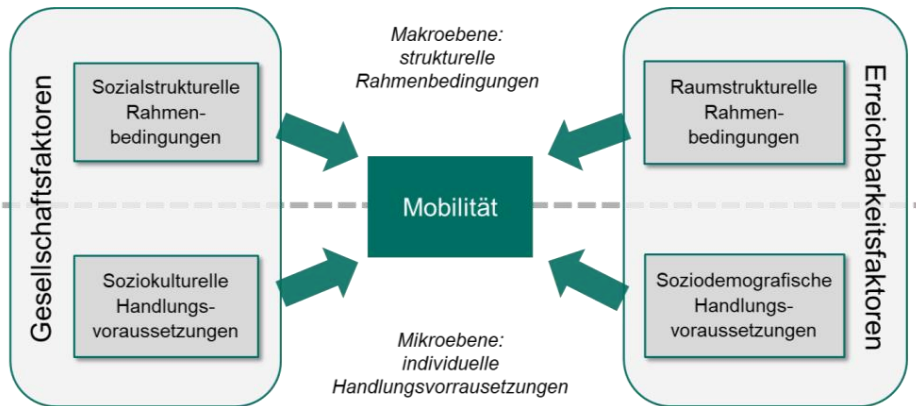 Gesellschaftsfaktoren
Sozialstrukturelle
Rahmen-
bedingungen
Soziokulturelle
Handlungs-
voraussetzungen
Makroebene:
strukturelle
Rahmenbedingungen
Mobilität
Mikroebene:
individuelle
Handlungsvorrausetzungen
Raumstrukturelle
Rahmen-
bedingungen
Soziodemografische
Handlungs-
voraussetzungen
Erreichbarkeitsfaktoren